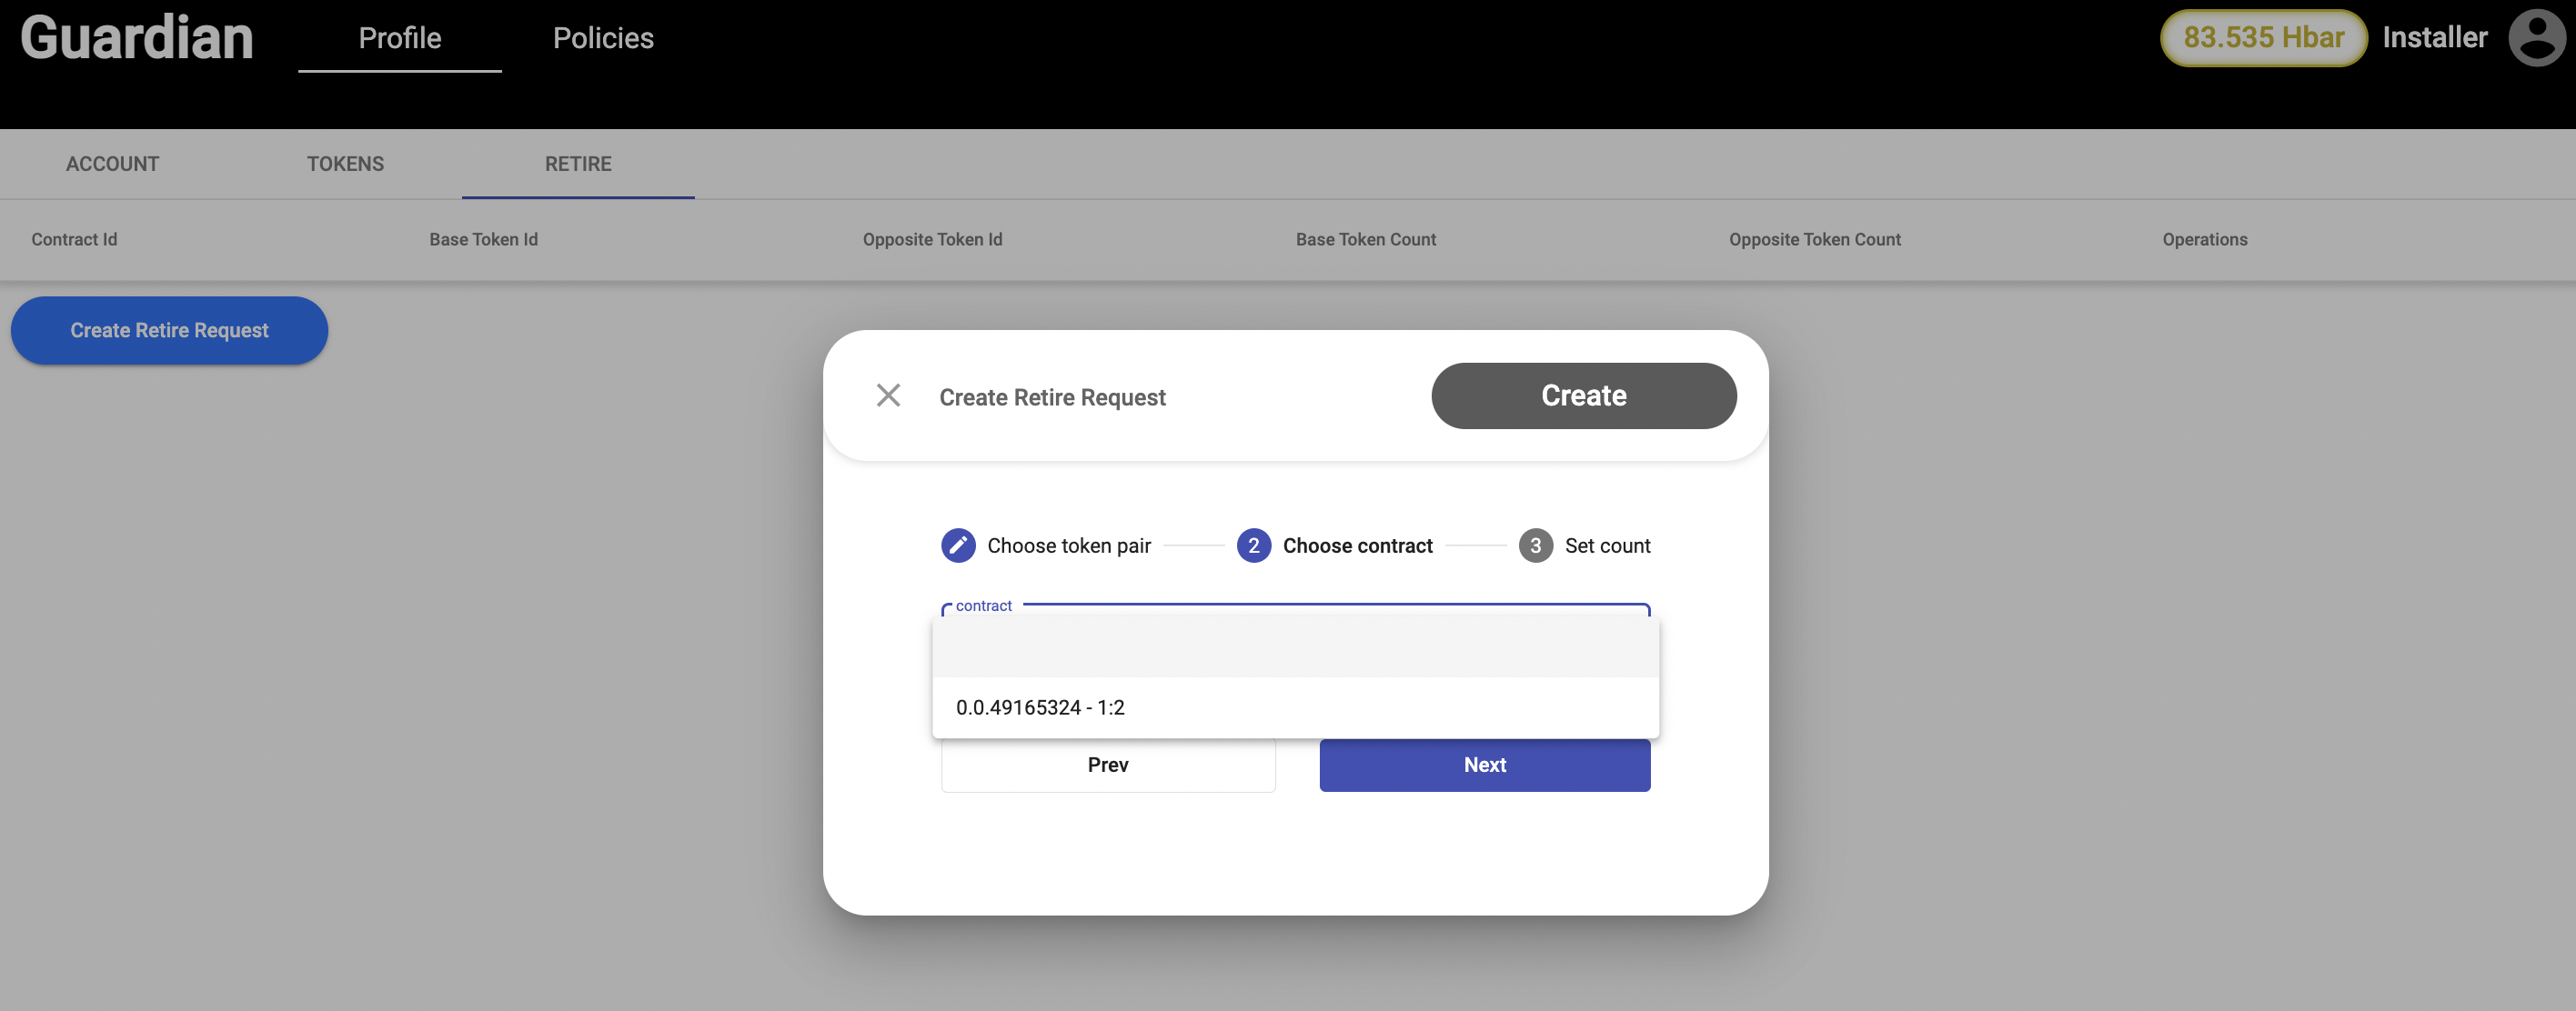 Guardian
Profile
Policies
83.535 Hbar
Installer
ACCOUNT
TOKENS
RETIRE
Contract Id
Base Token Id
Opposite Token Id
Base Token Count
Opposite Token Count
Operations
Create Retire Request
Create Retire Request
Create
Choose token pair
2
Choose contract
3
Set count
contract
0.0.49165324 - 1:2
Prev
Next